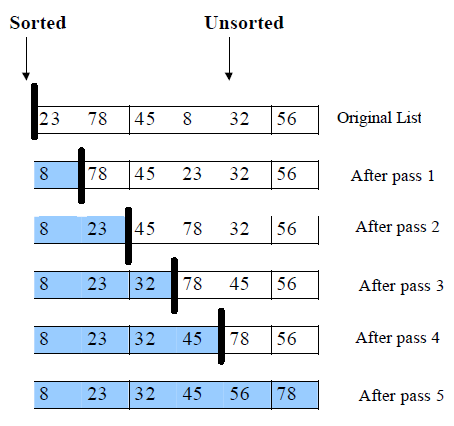 Sorted Unsorted
23 78 45 8 32 56 Original List
8 78 45 23 32 56 After pass 1
8 23 45 78 32 56 After pass 2
8 23 32 78 45 56 After pass 3
8 23 32 45 78 56 After pass 4
8 23 32 45 56 78 After pass 5